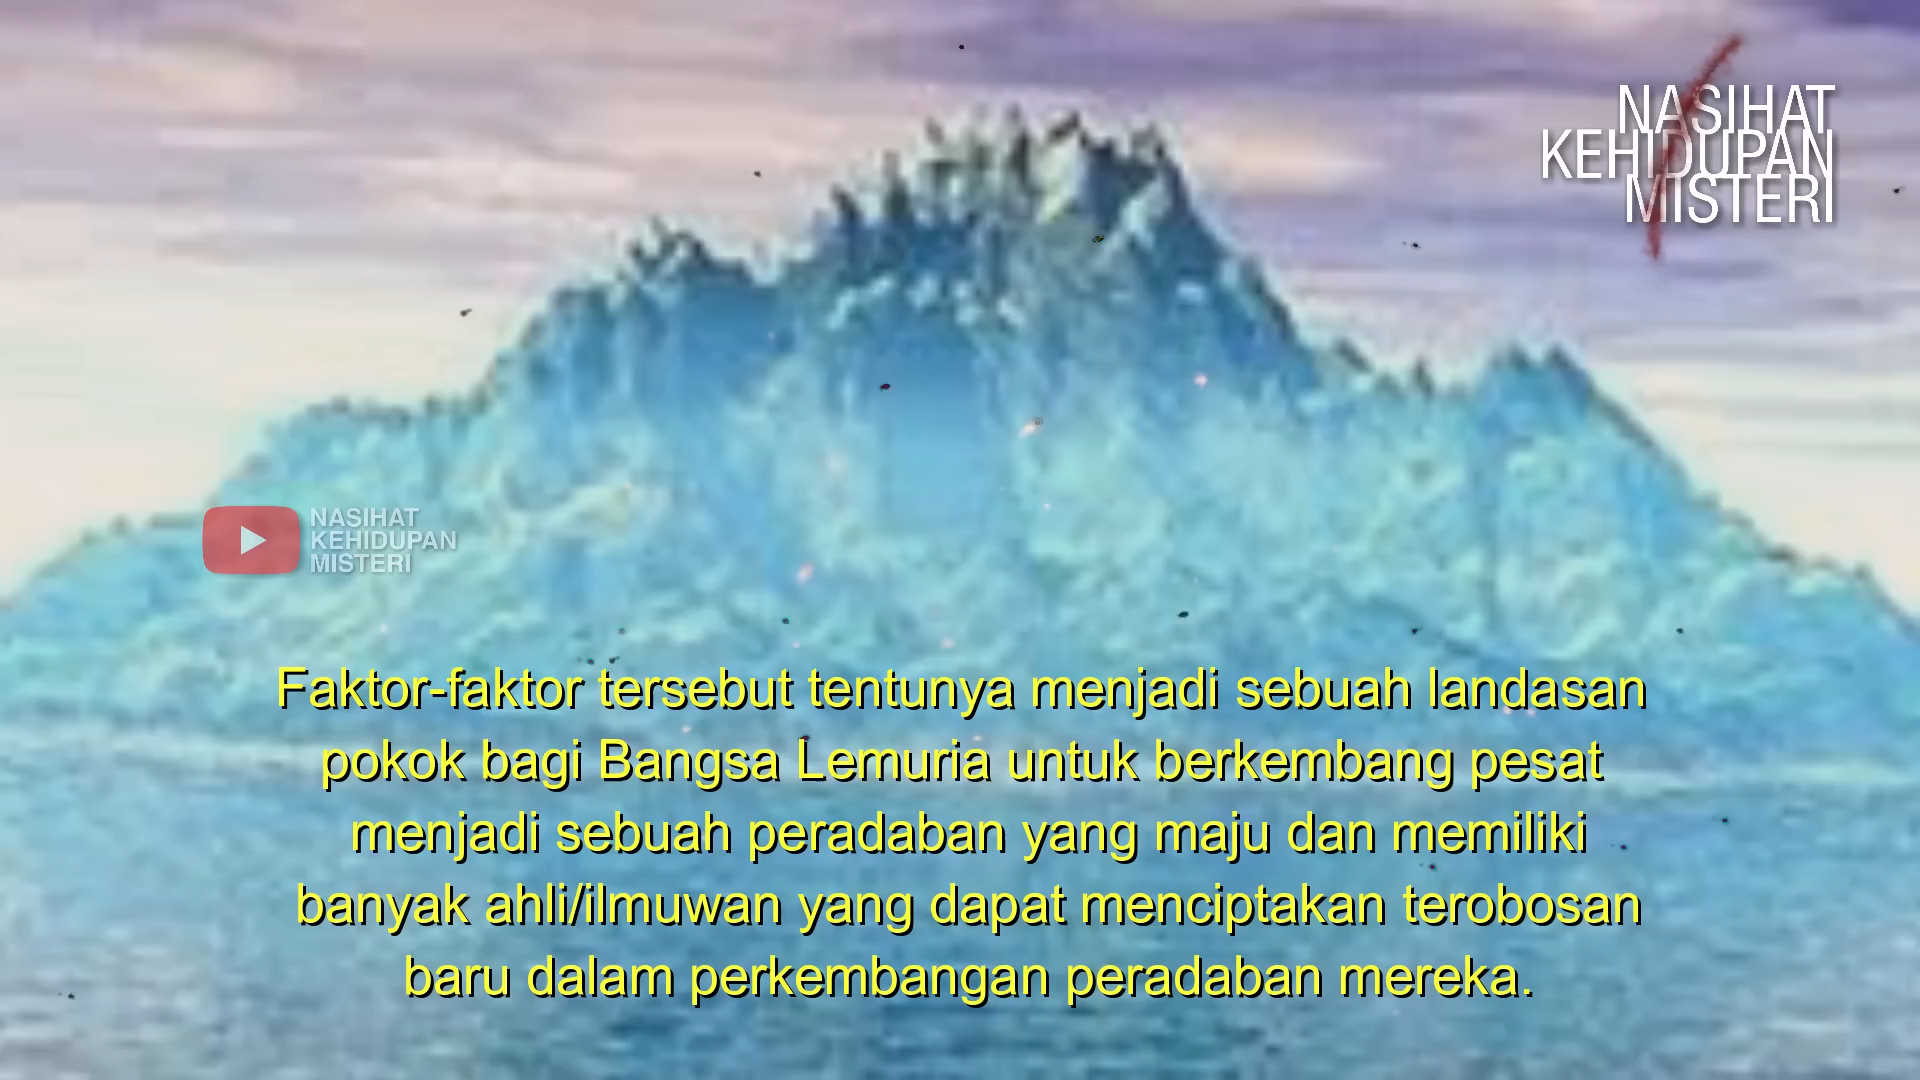 NASIHAT
KEHIDUPAN
MISTERI
NASIHAT
KEHIDUPAN
MISTERI
Faktor-faktor tersebut tentunya menjadi sebuah landasan
pokok bagi Bangsa Lemuria untuk berkembang pesat
menjadi sebuah peradaban yang maju dan memiliki
banyak ahli/ilmuwan yang dapat menciptakan terobosan
baru dalam perkembangan peradaban mereka.